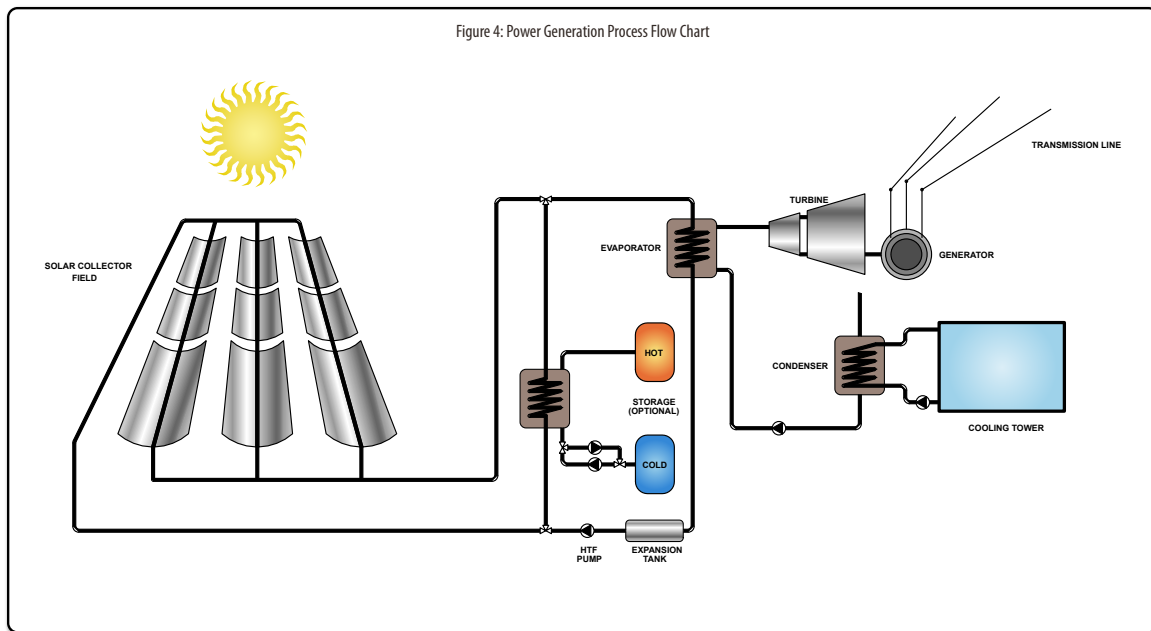 Figure 4: Power Generation Process Flow Chart
TRANSMISSION LINE
TURBINE
EVAPORATOR
GENERATOR
SOLAR COLLECTOR
FIELD
HOT
CONDENSER
STORAGE
(OPTIONAL)
COOLING TOWER
COLD
HTF
PUMP
EXPANSION
TANK